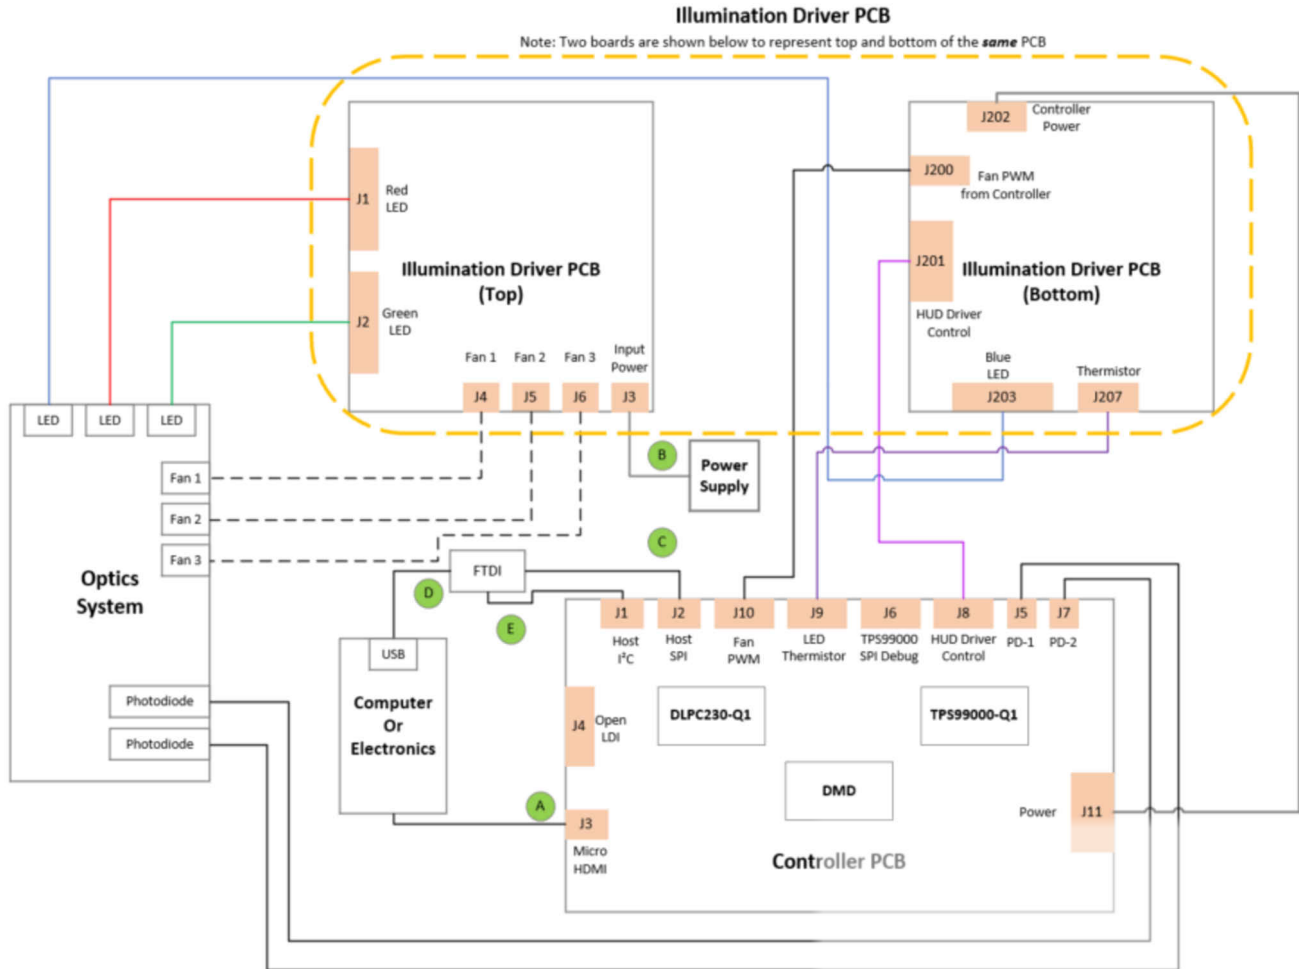 Illumination Driver PCB
Note: Two boards are shown below to represent top and bottom of the same PCB
J202
Controller
Power
J200
Fan PWM
from Controller
J1
Red
LED
J201
Illumination Driver PCB
(Top)
Illumination Driver PCB
(Bottom)
J2
Green
LED
HUD Driver
Control
Fan 1
Fan 2
Fan 3
Input
Power
Blue
LED
Thermistor
J4
J5
J6
J3
J203
J207
LED
LED
LED
B
Power
Supply
Fan 1
Fan 2
Fan 3
C
Optics
System
FTDI
D
E
J1
J2
J10
J9
J6
J8
J5
J7
Host
I²C
Host
SPI
Fan
PWM
LED
Thermistor
TPS99000
SPI Debug
HUD Driver
Control
PD-1
PD-2
USB
Computer
Or
Electronics
Photodiode
Photodiode
J4
Open
LDI
DLPC230-Q1
TPS99000-Q1
DMD
A
J3
Micro
HDMI
Power
J11
Controller PCB